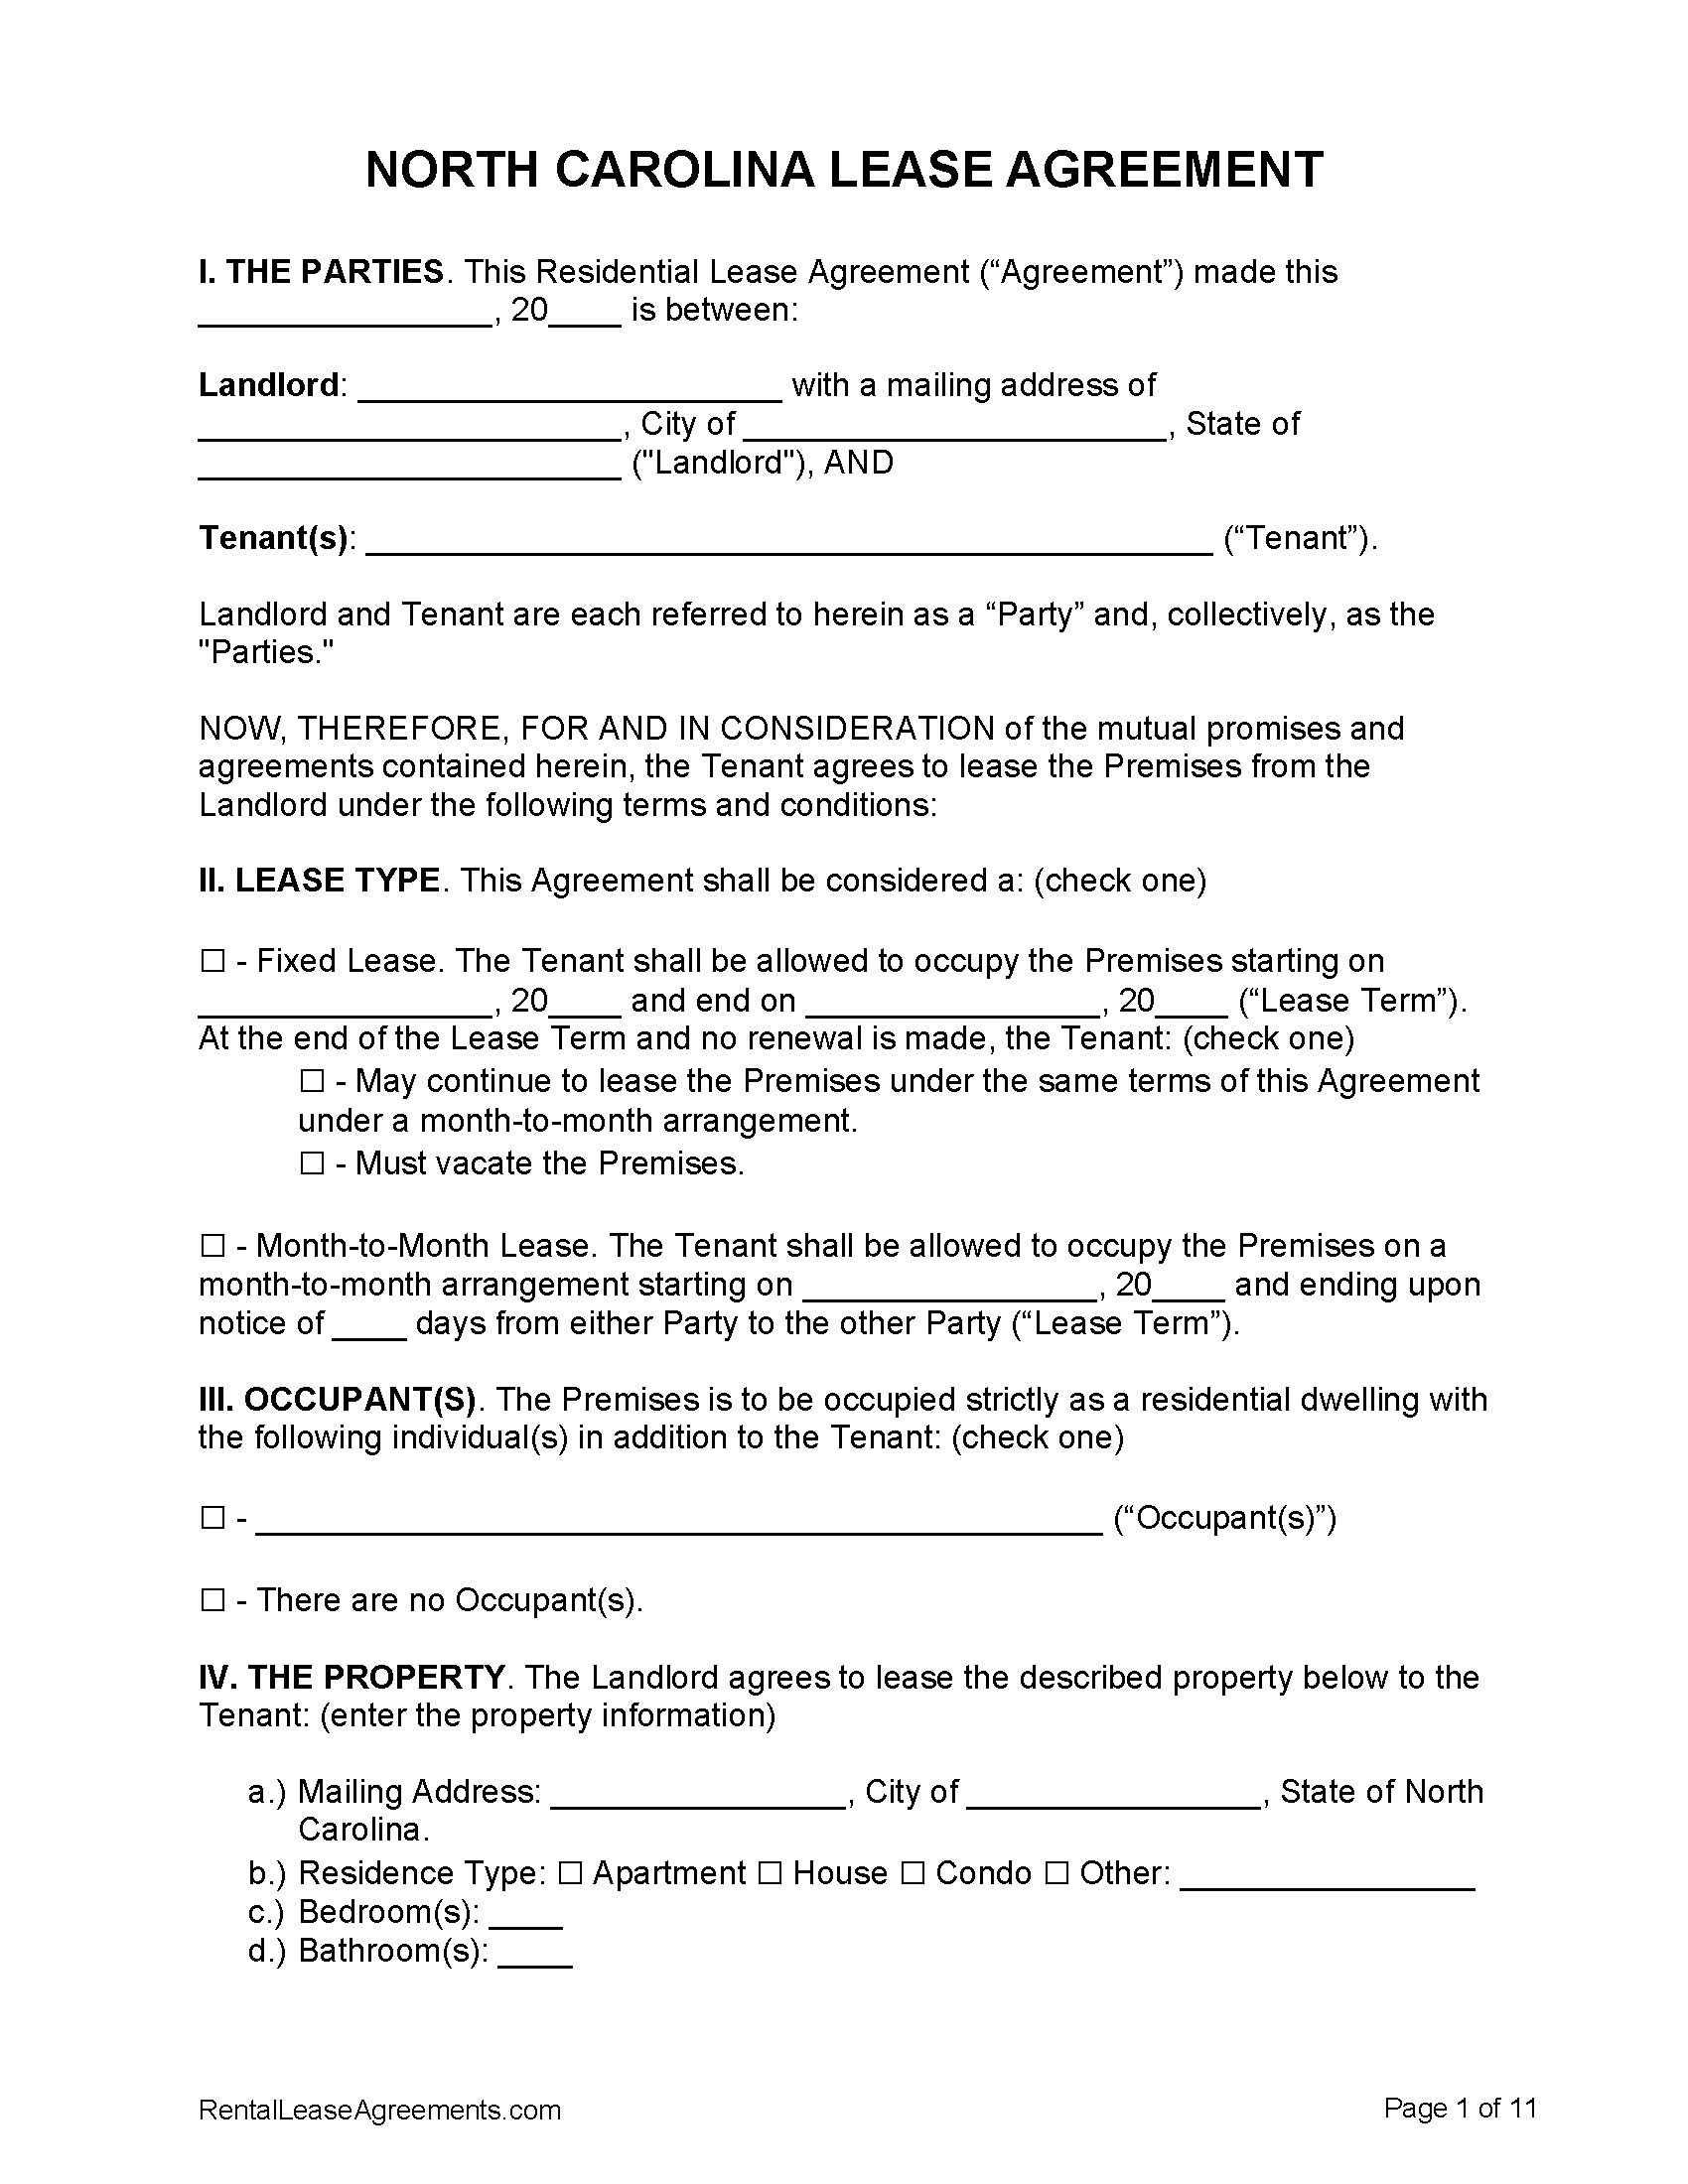 NORTH CAROLINA LEASE AGREEMENT
I. THE PARTIES. This Residential Lease Agreement (“Agreement”) made this
________________, 20____ is between:
Landlord: _______________________ with a mailing address of
_______________________, City of _______________________, State of
_______________________ ("Landlord"), AND
Tenant(s): ______________________________________________ (“Tenant”).
Landlord and Tenant are each referred to herein as a “Party” and, collectively, as the
"Parties."
NOW, THEREFORE, FOR AND IN CONSIDERATION of the mutual promises and
agreements contained herein, the Tenant agrees to lease the Premises from the
Landlord under the following terms and conditions:
II. LEASE TYPE. This Agreement shall be considered a: (check one)
☐ - Fixed Lease. The Tenant shall be allowed to occupy the Premises starting on
________________, 20____ and end on ________________, 20____ (“Lease Term”).
At the end of the Lease Term and no renewal is made, the Tenant: (check one)
☐ - May continue to lease the Premises under the same terms of this Agreement
under a month-to-month arrangement.
☐ - Must vacate the Premises.
☐ - Month-to-Month Lease. The Tenant shall be allowed to occupy the Premises on a
month-to-month arrangement starting on ________________, 20____ and ending upon
notice of ____ days from either Party to the other Party (“Lease Term”).
III. OCCUPANT(S). The Premises is to be occupied strictly as a residential dwelling with
the following individual(s) in addition to the Tenant: (check one)
☐ - ______________________________________________ (“Occupant(s)”)
☐ - There are no Occupant(s).
IV. THE PROPERTY. The Landlord agrees to lease the described property below to the
Tenant: (enter the property information)
a.) Mailing Address: ________________, City of ________________, State of North
Carolina.
b.) Residence Type: ☐ Apartment ☐ House ☐ Condo ☐ Other: ________________
c.) Bedroom(s): ____
d.) Bathroom(s): ____
RentalLeaseAgreements.com
Page 1 of 11